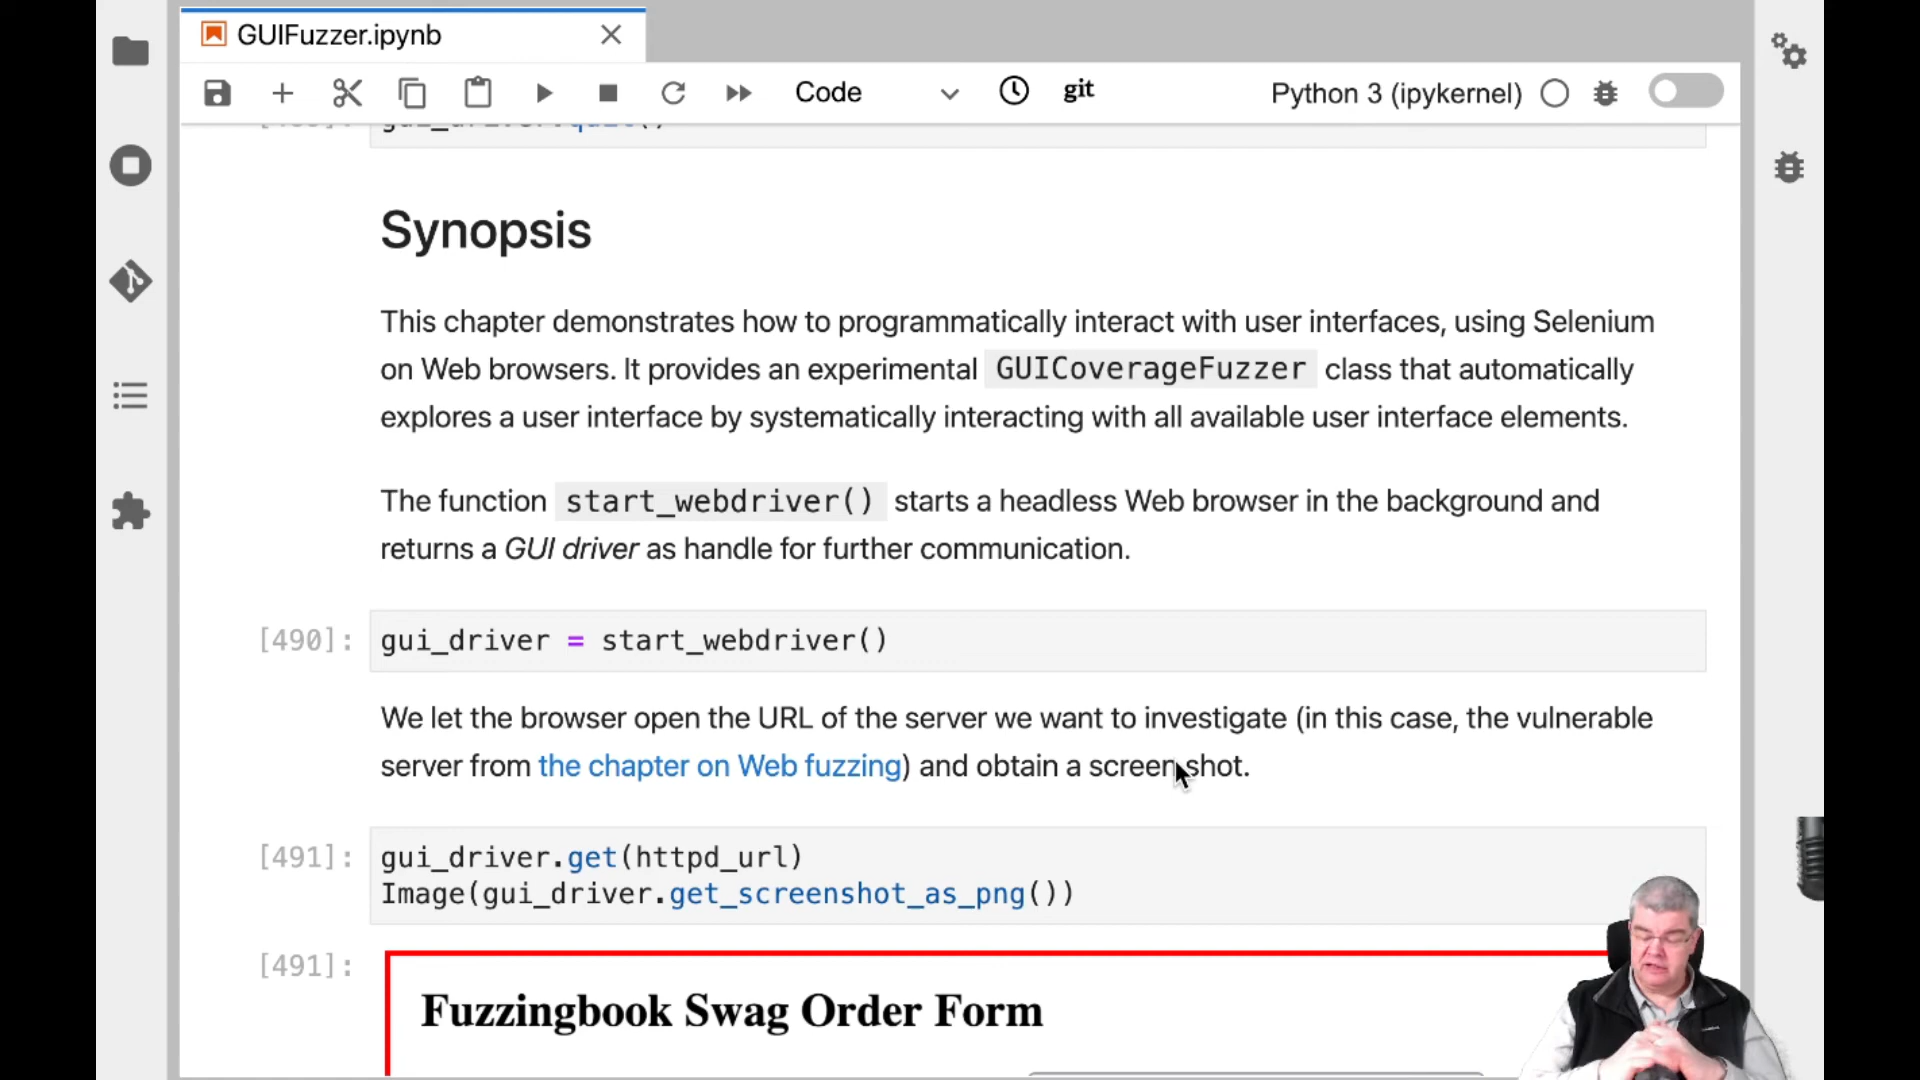 GUIFuzzer.ipynb
Code
git
Python 3 (ipykernel)
Synopsis
This chapter demonstrates how to programmatically interact with user interfaces, using Selenium
on Web browsers. It provides an experimental GUICoverageFuzzer class that automatically
explores a user interface by systematically interacting with all available user interface elements.
The function start_webdriver() starts a headless Web browser in the background and
returns a GUI driver as handle for further communication.
[490]: gui_driver = start_webdriver()
We let the browser open the URL of the server we want to investigate (in this case, the vulnerable
server from the chapter on Web fuzzing) and obtain a screenshot.
[491]: gui_driver.get(httpd_url)
Image(gui_driver.get_screenshot_as_png())
[491]:
Fuzzingbook Swag Order Form